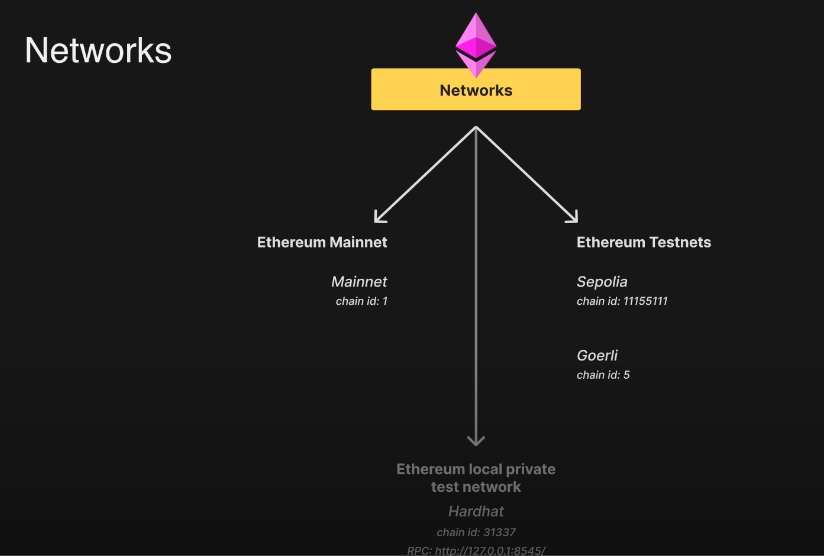 Networks
Networks
Ethereum Mainnet
Mainnet
chain id: 1
Ethereum Testnets
Sepolia
chain id: 11155111
Goerli
chain id: 5
Ethereum local private
test network
Hardhat
chain id: 31337
RPC: http://127.0.0.1:8545/